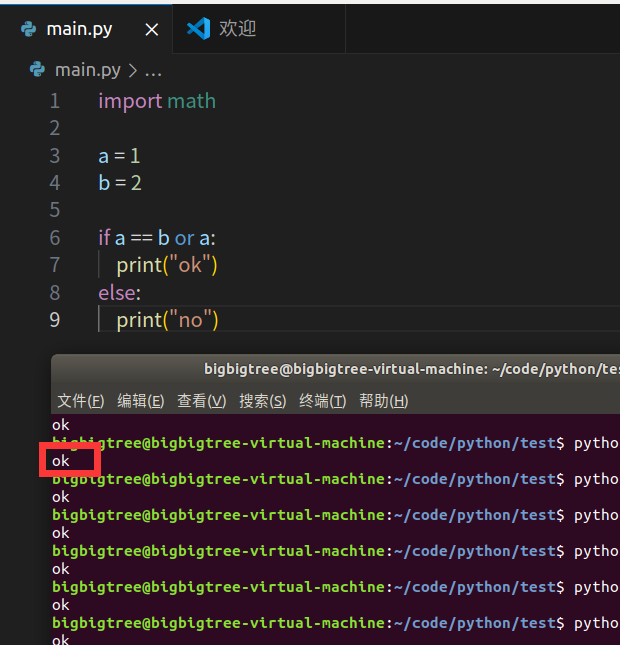 main.py 欢迎
main.py > ...
1 import math
2
3 a = 1
4 b = 2
5
6 if a == b or a:
7 print("ok")
8 else:
9 print("no")
bigbigtree@bigbigtree-virtual-machine: ~/code/python/tes
文件(F) 编辑(E) 查看(V) 搜索(S) 终端(T) 帮助(H)
ok
bigbigtree@bigbigtree-virtual-machine:~/code/python/test$ pytho
ok
bigbigtree@bigbigtree-virtual-machine:~/code/python/test$ pytho
ok
bigbigtree@bigbigtree-virtual-machine:~/code/python/test$ pytho
ok
bigbigtree@bigbigtree-virtual-machine:~/code/python/test$ pytho
ok
bigbigtree@bigbigtree-virtual-machine:~/code/python/test$ pytho
ok
bigbigtree@bigbigtree-virtual-machine:~/code/python/test$ pytho
ok